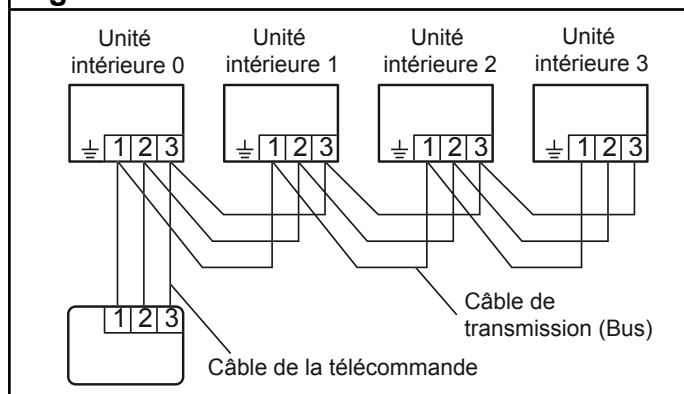 Unité intérieure 0
Unité intérieure 1
Unité intérieure 2
Unité intérieure 3
1 2 3
1 2 3
1 2 3
1 2 3
1 2 3
Câble de
transmission (Bus)
Câble de la télécommande